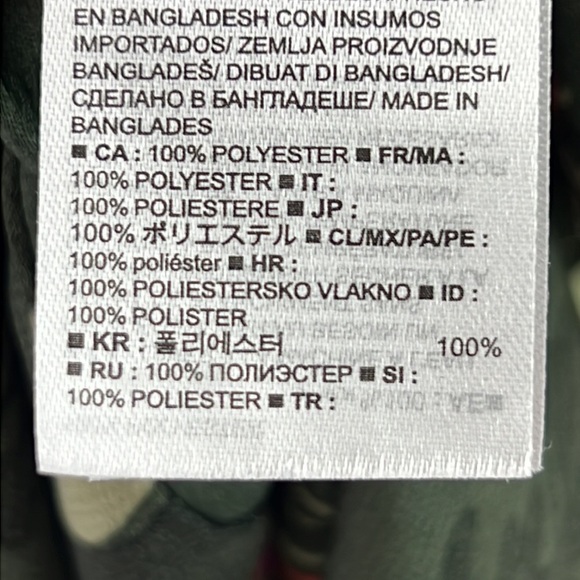 EN BANGLADESH CON INSUMOS
IMPORTADOS/ ZEMLJA PROIZVODNJE
BANGLADEŠ/ DIBUAT DI BANGLADESH/
СДЕЛАНО В БАНГЛАДЕШЕ/ MADE IN
BANGLADES
■ CA : 100% POLYESTER ■ FR/MA :
100% POLYESTER ■ IT :
100% POLIESTERE ■ JP :
100% ポリエステル ■ CL/MX/PA/PE :
100% poliéster ■ HR :
100% POLIESTERSKO VLAKNO ■ ID :
100% POLISTER
■ KR : 폴리에스터 100%
■ RU : 100% ПОЛИЭСТЕР ■ SI :
100% POLIESTER ■ TR :